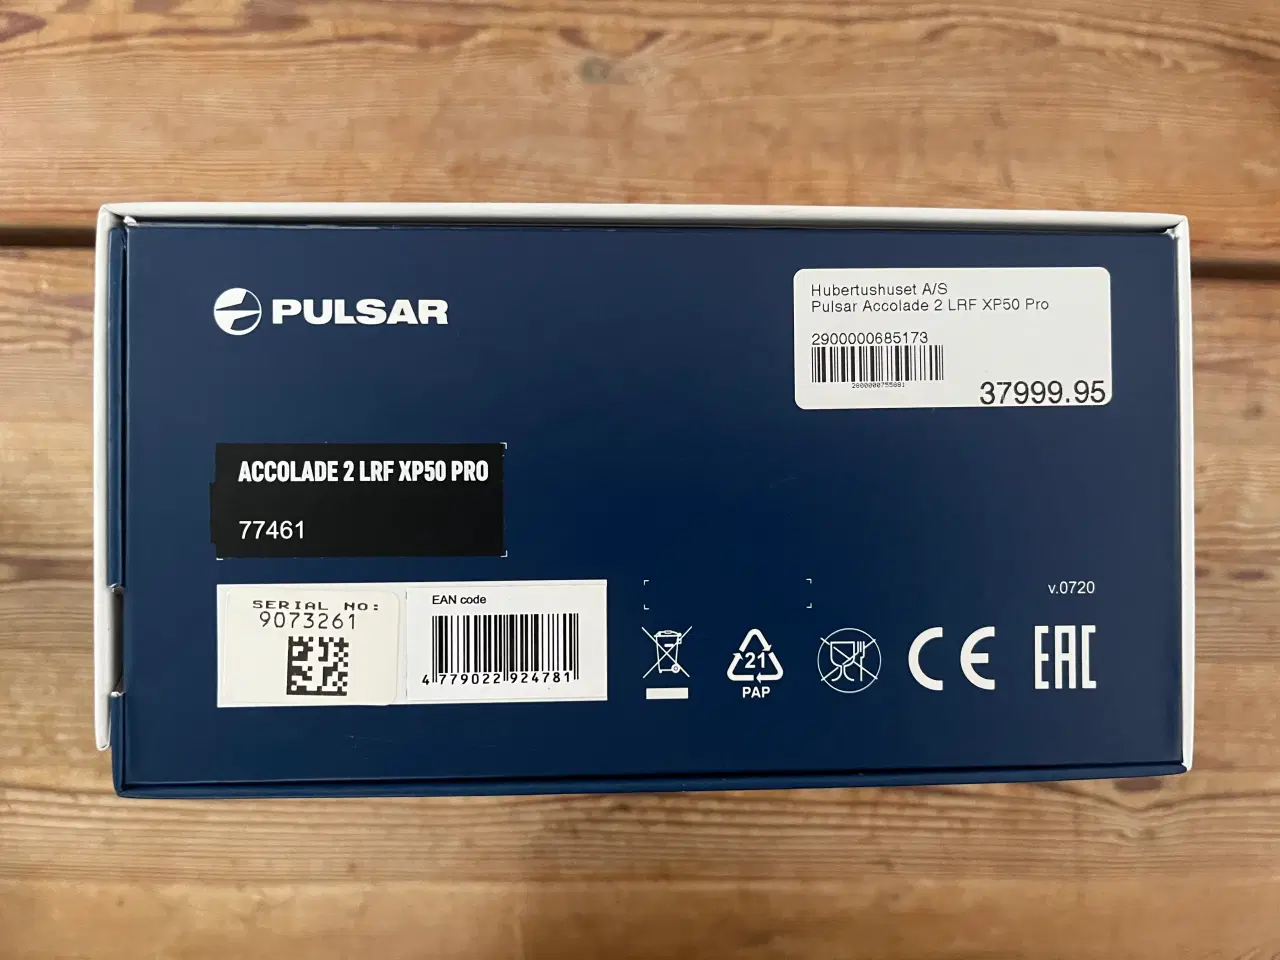 PULSAR
Hubertushuset A/S
Pulsar Accolade 2 LRF XP50 Pro
2900000685173
37999.95
ACCOLADE 2 LRF XP50 PRO
77461
SERIAL NO:
9073261
EAN code
4 779022 924781
v.0720
21
PAP
CE
EAC